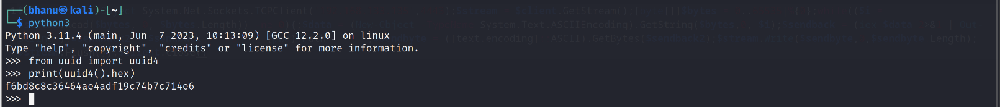 ┌──(bhanu㉿kali)-[~]
└─$ python3
Python 3.11.4 (main, Jun  7 2023, 10:13:09) [GCC 12.2.0] on linux
Type "help", "copyright", "credits" or "license" for more information.
>>> from uuid import uuid4
>>> print(uuid4().hex)
f6bd8c8c36464ae4adf19c74b7c714e6
>>>